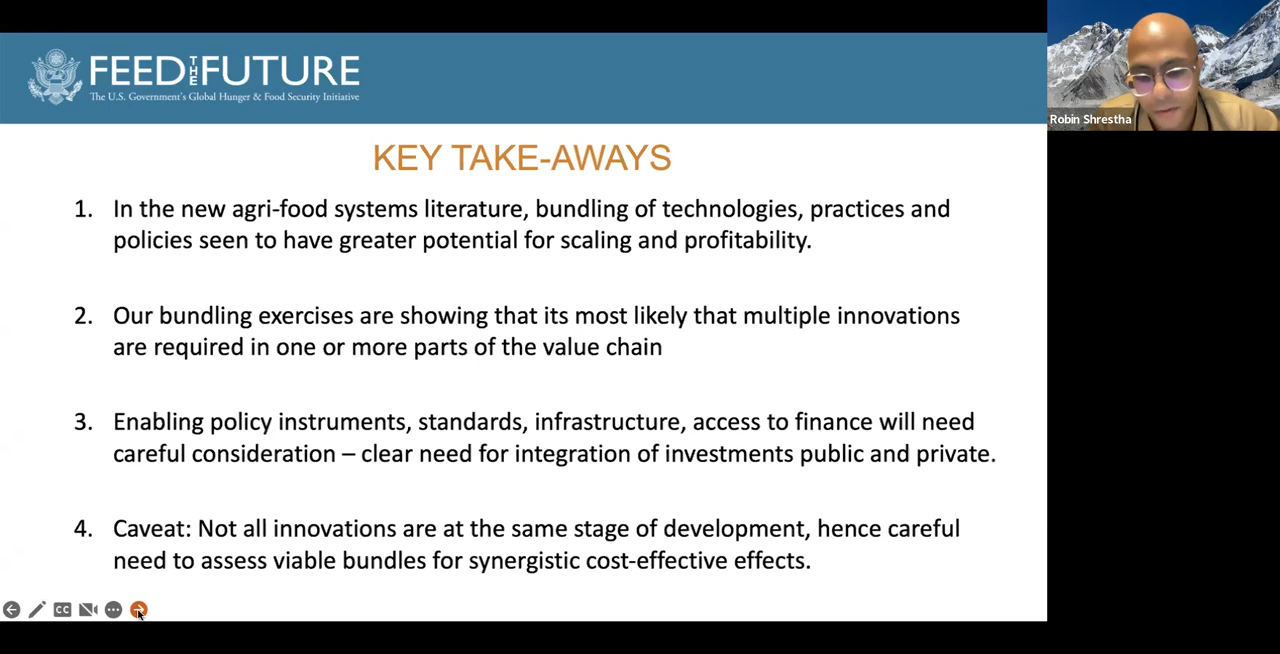 FEED THE FUTURE
The U.S. Government's Global Hunger & Food Security Initiative
Robin Shrestha
KEY TAKE-AWAYS
1. In the new agri-food systems literature, bundling of technologies, practices and
policies seen to have greater potential for scaling and profitability.
2. Our bundling exercises are showing that its most likely that multiple innovations
are required in one or more parts of the value chain
3. Enabling policy instruments, standards, infrastructure, access to finance will need
careful consideration – clear need for integration of investments public and private.
4. Caveat: Not all innovations are at the same stage of development, hence careful
need to assess viable bundles for synergistic cost-effective effects.
CC